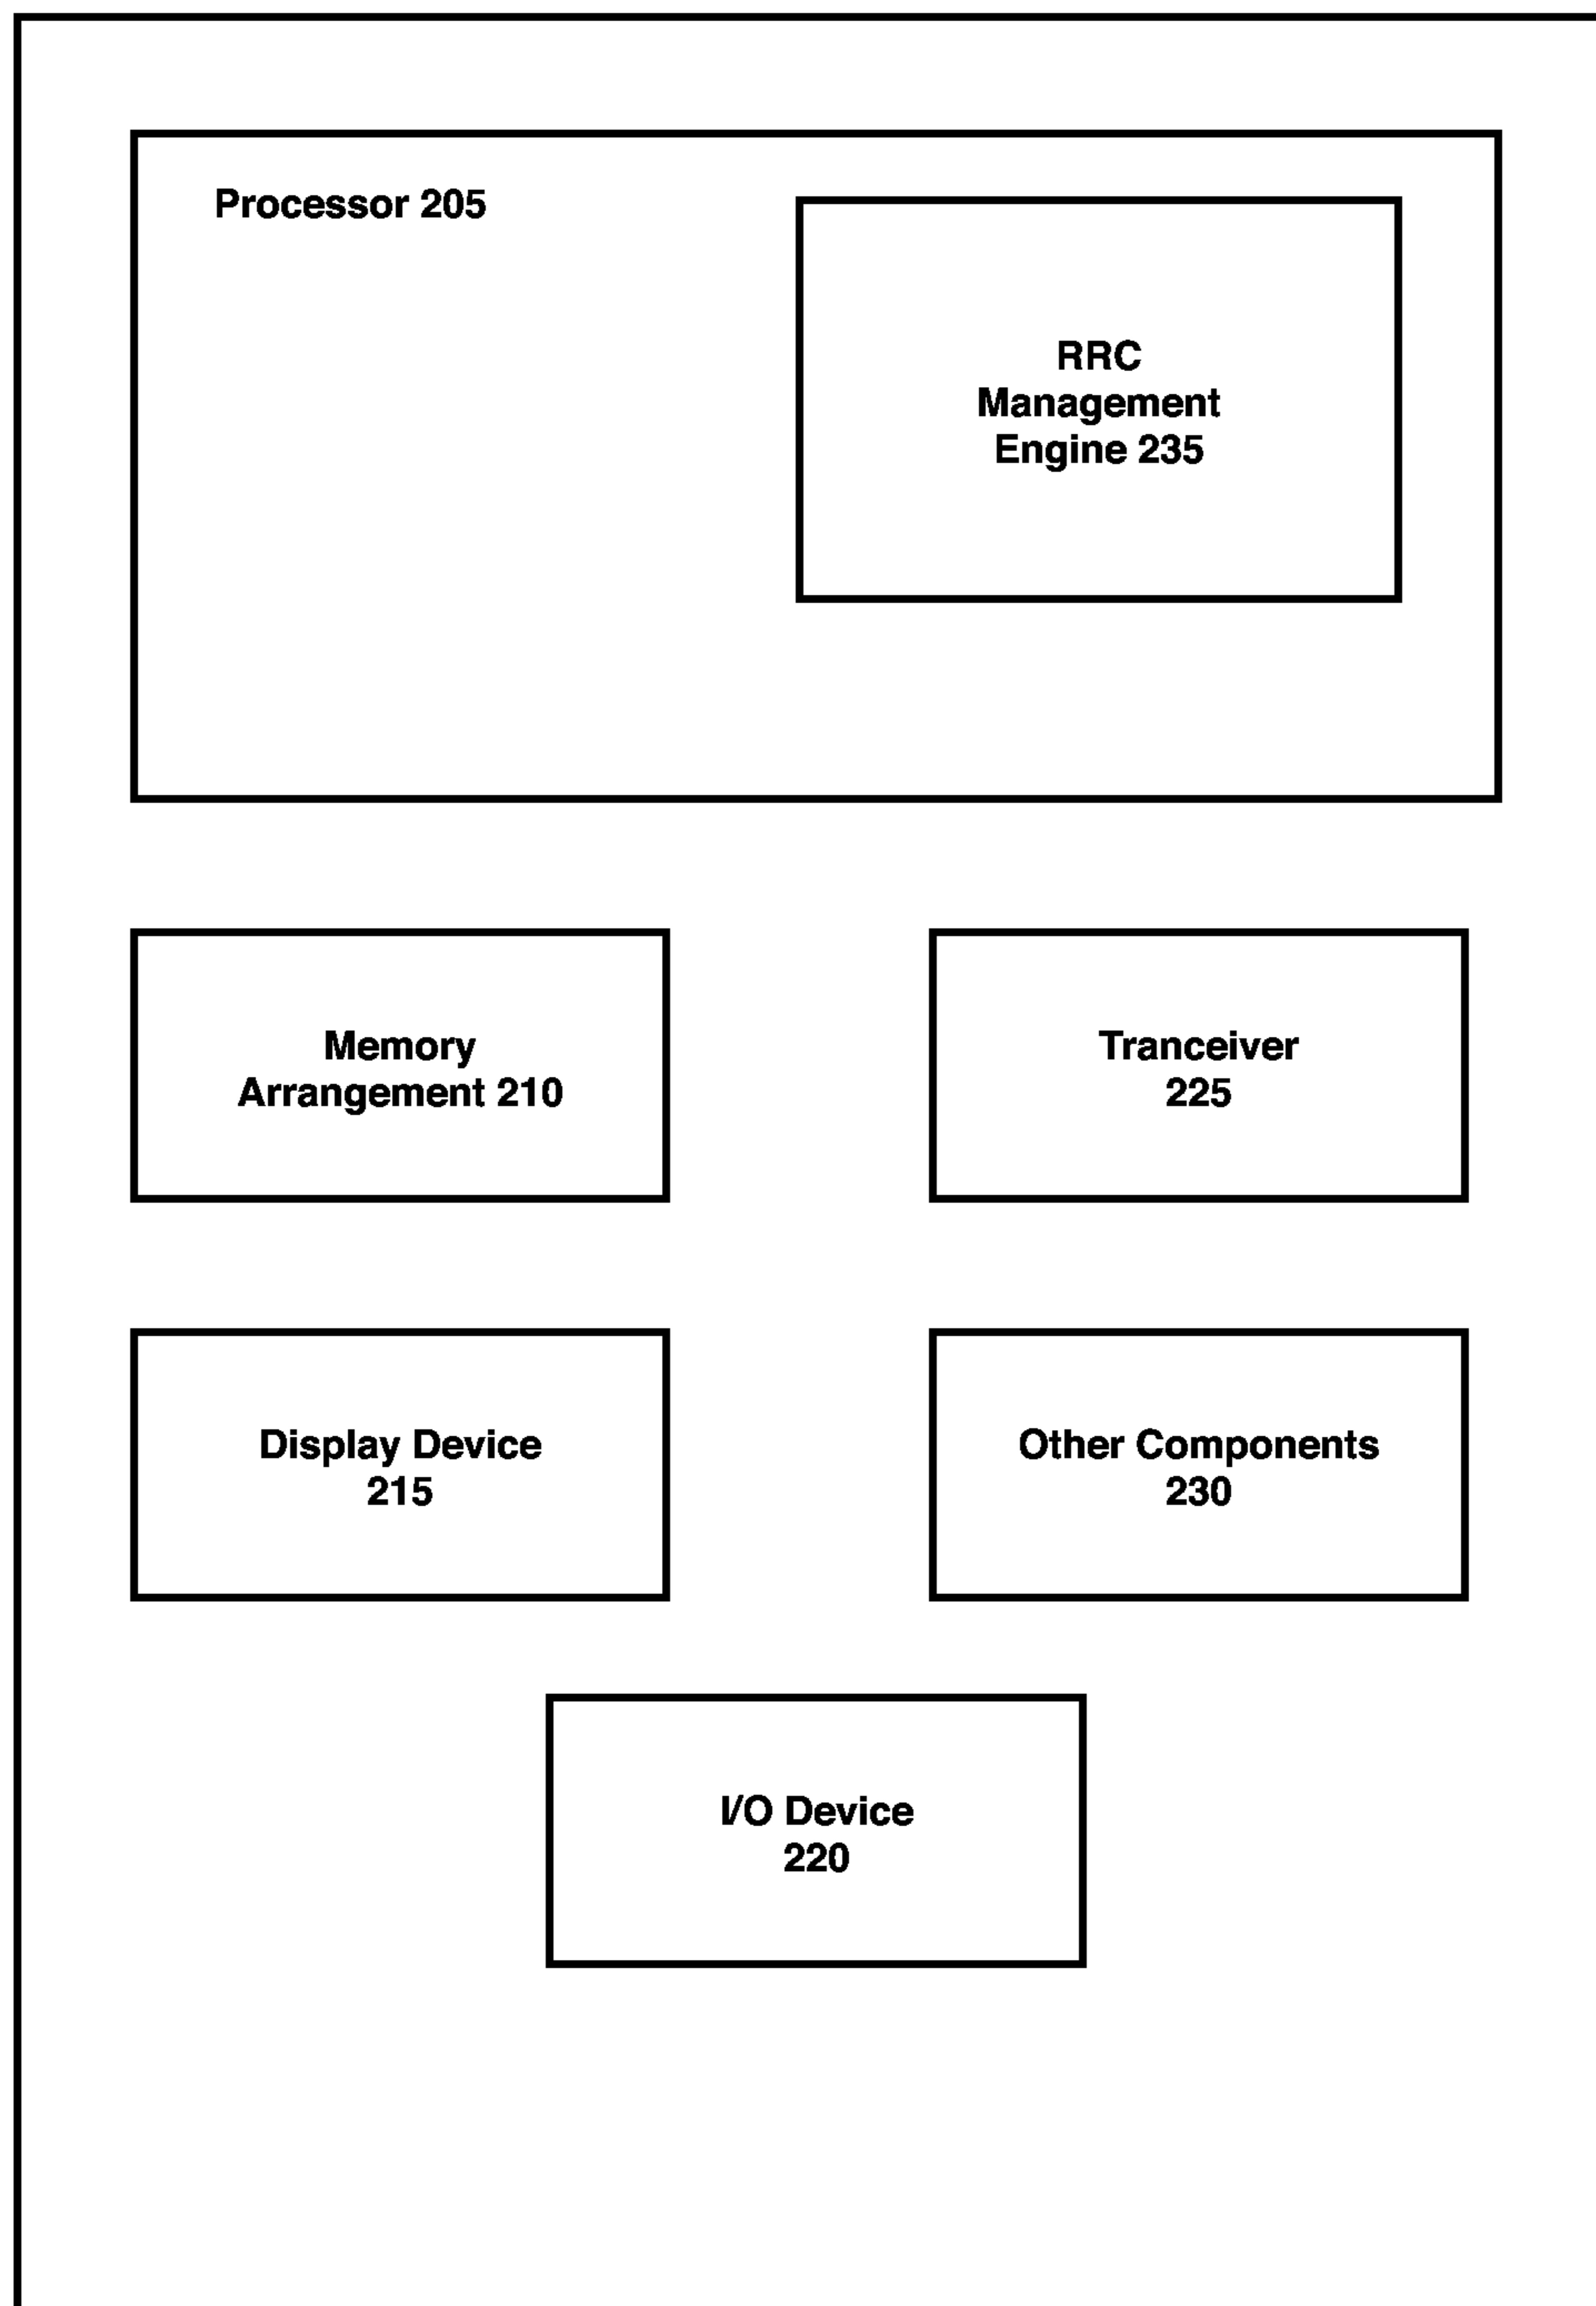 Processor 205
RRC
Management
Engine 235
Memory
Arrangement 210
Tranceiver
225
Display Device
215
Other Components
230
I/O Device
220